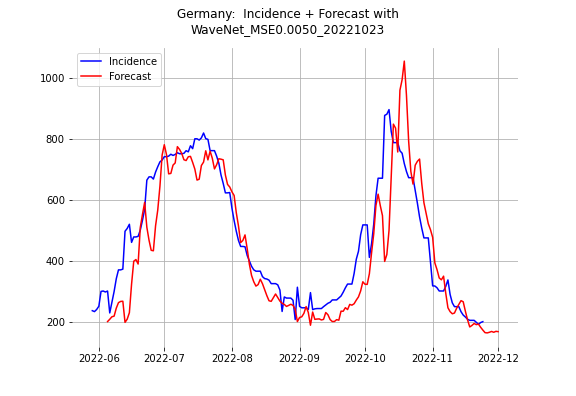 Germany:  Incidence + Forecast with
WaveNet_MSE0.0050_20221023
Incidence
Forecast
1000
800
600
400
200
2022-06 2022-07 2022-08 2022-09 2022-10 2022-11 2022-12